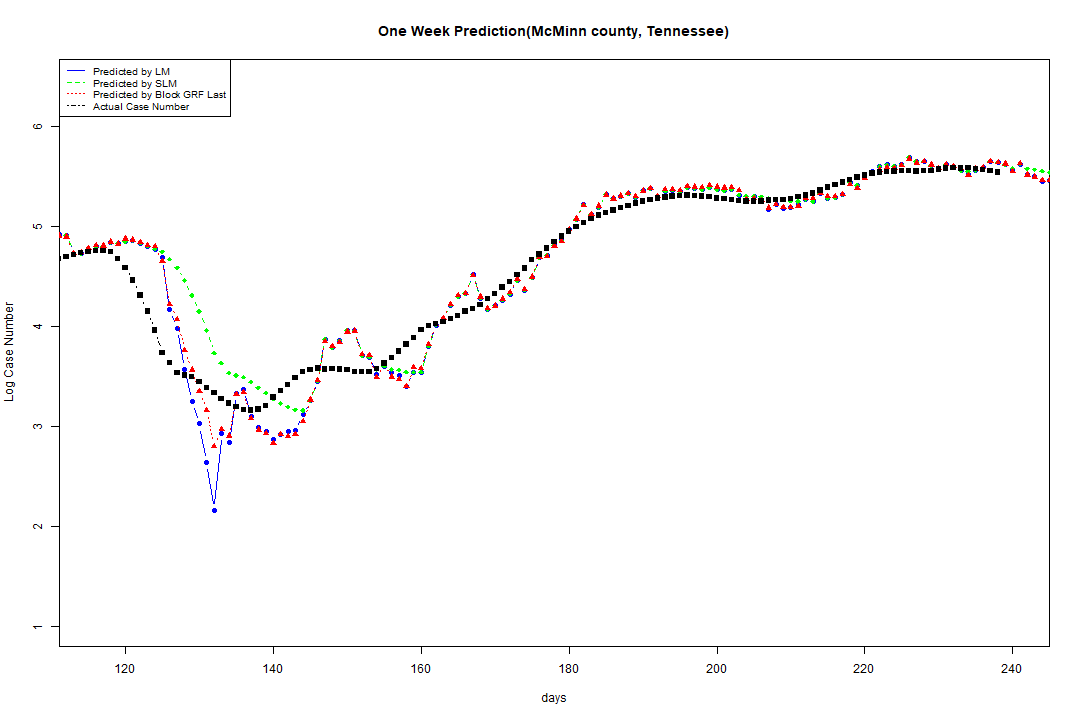 One Week Prediction(McMinn county, Tennessee)
Predicted by LM
Predicted by SLM
Predicted by Block GRF Last
Actual Case Number
6
5
4
3
2
1
Log Case Number
120 140 160 180 200 220 240
days